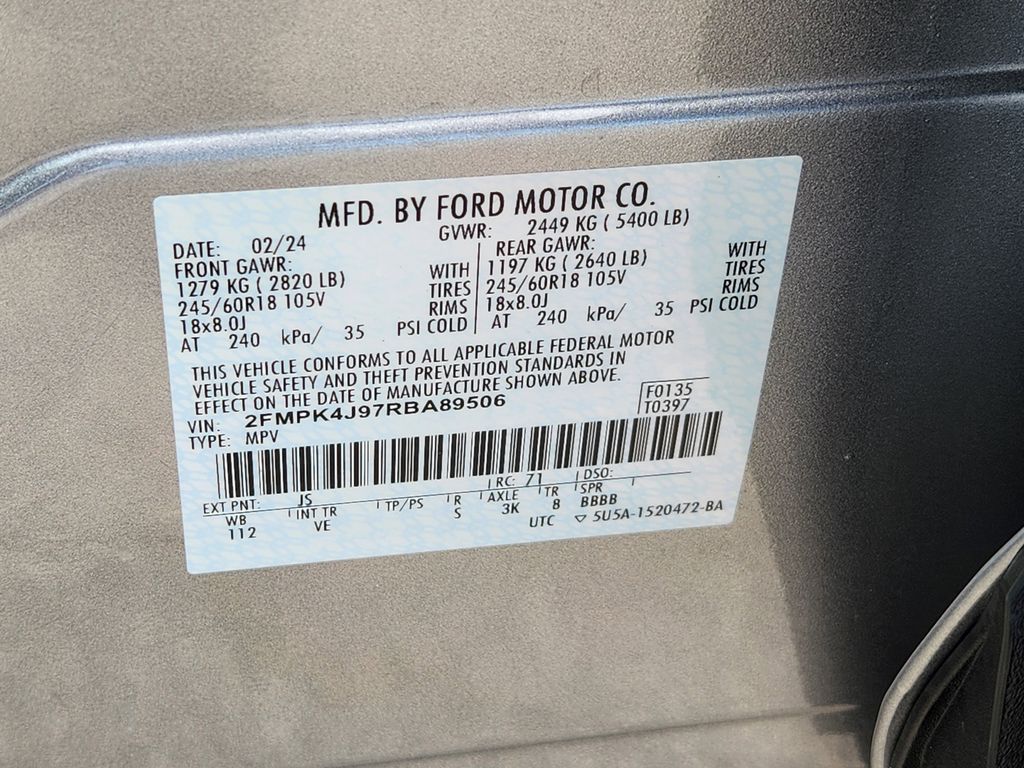 MFD. BY FORD MOTOR CO.
DATE: 02/24 GVWR: 2449 KG ( 5400 LB)
FRONT GAWR: REAR GAWR:
1279 KG ( 2820 LB) WITH 1197 KG ( 2640 LB) WITH
245/60R18 105V TIRES 245/60R18 105V TIRES
18x8.0J RIMS 18x8.0J RIMS
AT 240 kPa/ 35 PSI COLD AT 240 kPa/ 35 PSI COLD
THIS VEHICLE CONFORMS TO ALL APPLICABLE FEDERAL MOTOR
VEHICLE SAFETY AND THEFT PREVENTION STANDARDS IN
EFFECT ON THE DATE OF MANUFACTURE SHOWN ABOVE.
VIN: 2FMPK4J97RBA89506 F0135
TYPE: MPV T0397
EXT PNT: JS RC: 71 DSO:
WB INT TR TP/PS R AXLE TR SPR
112 VE S 3K 8 BBBB
UTC ▽ 5U5A-1520472-BA